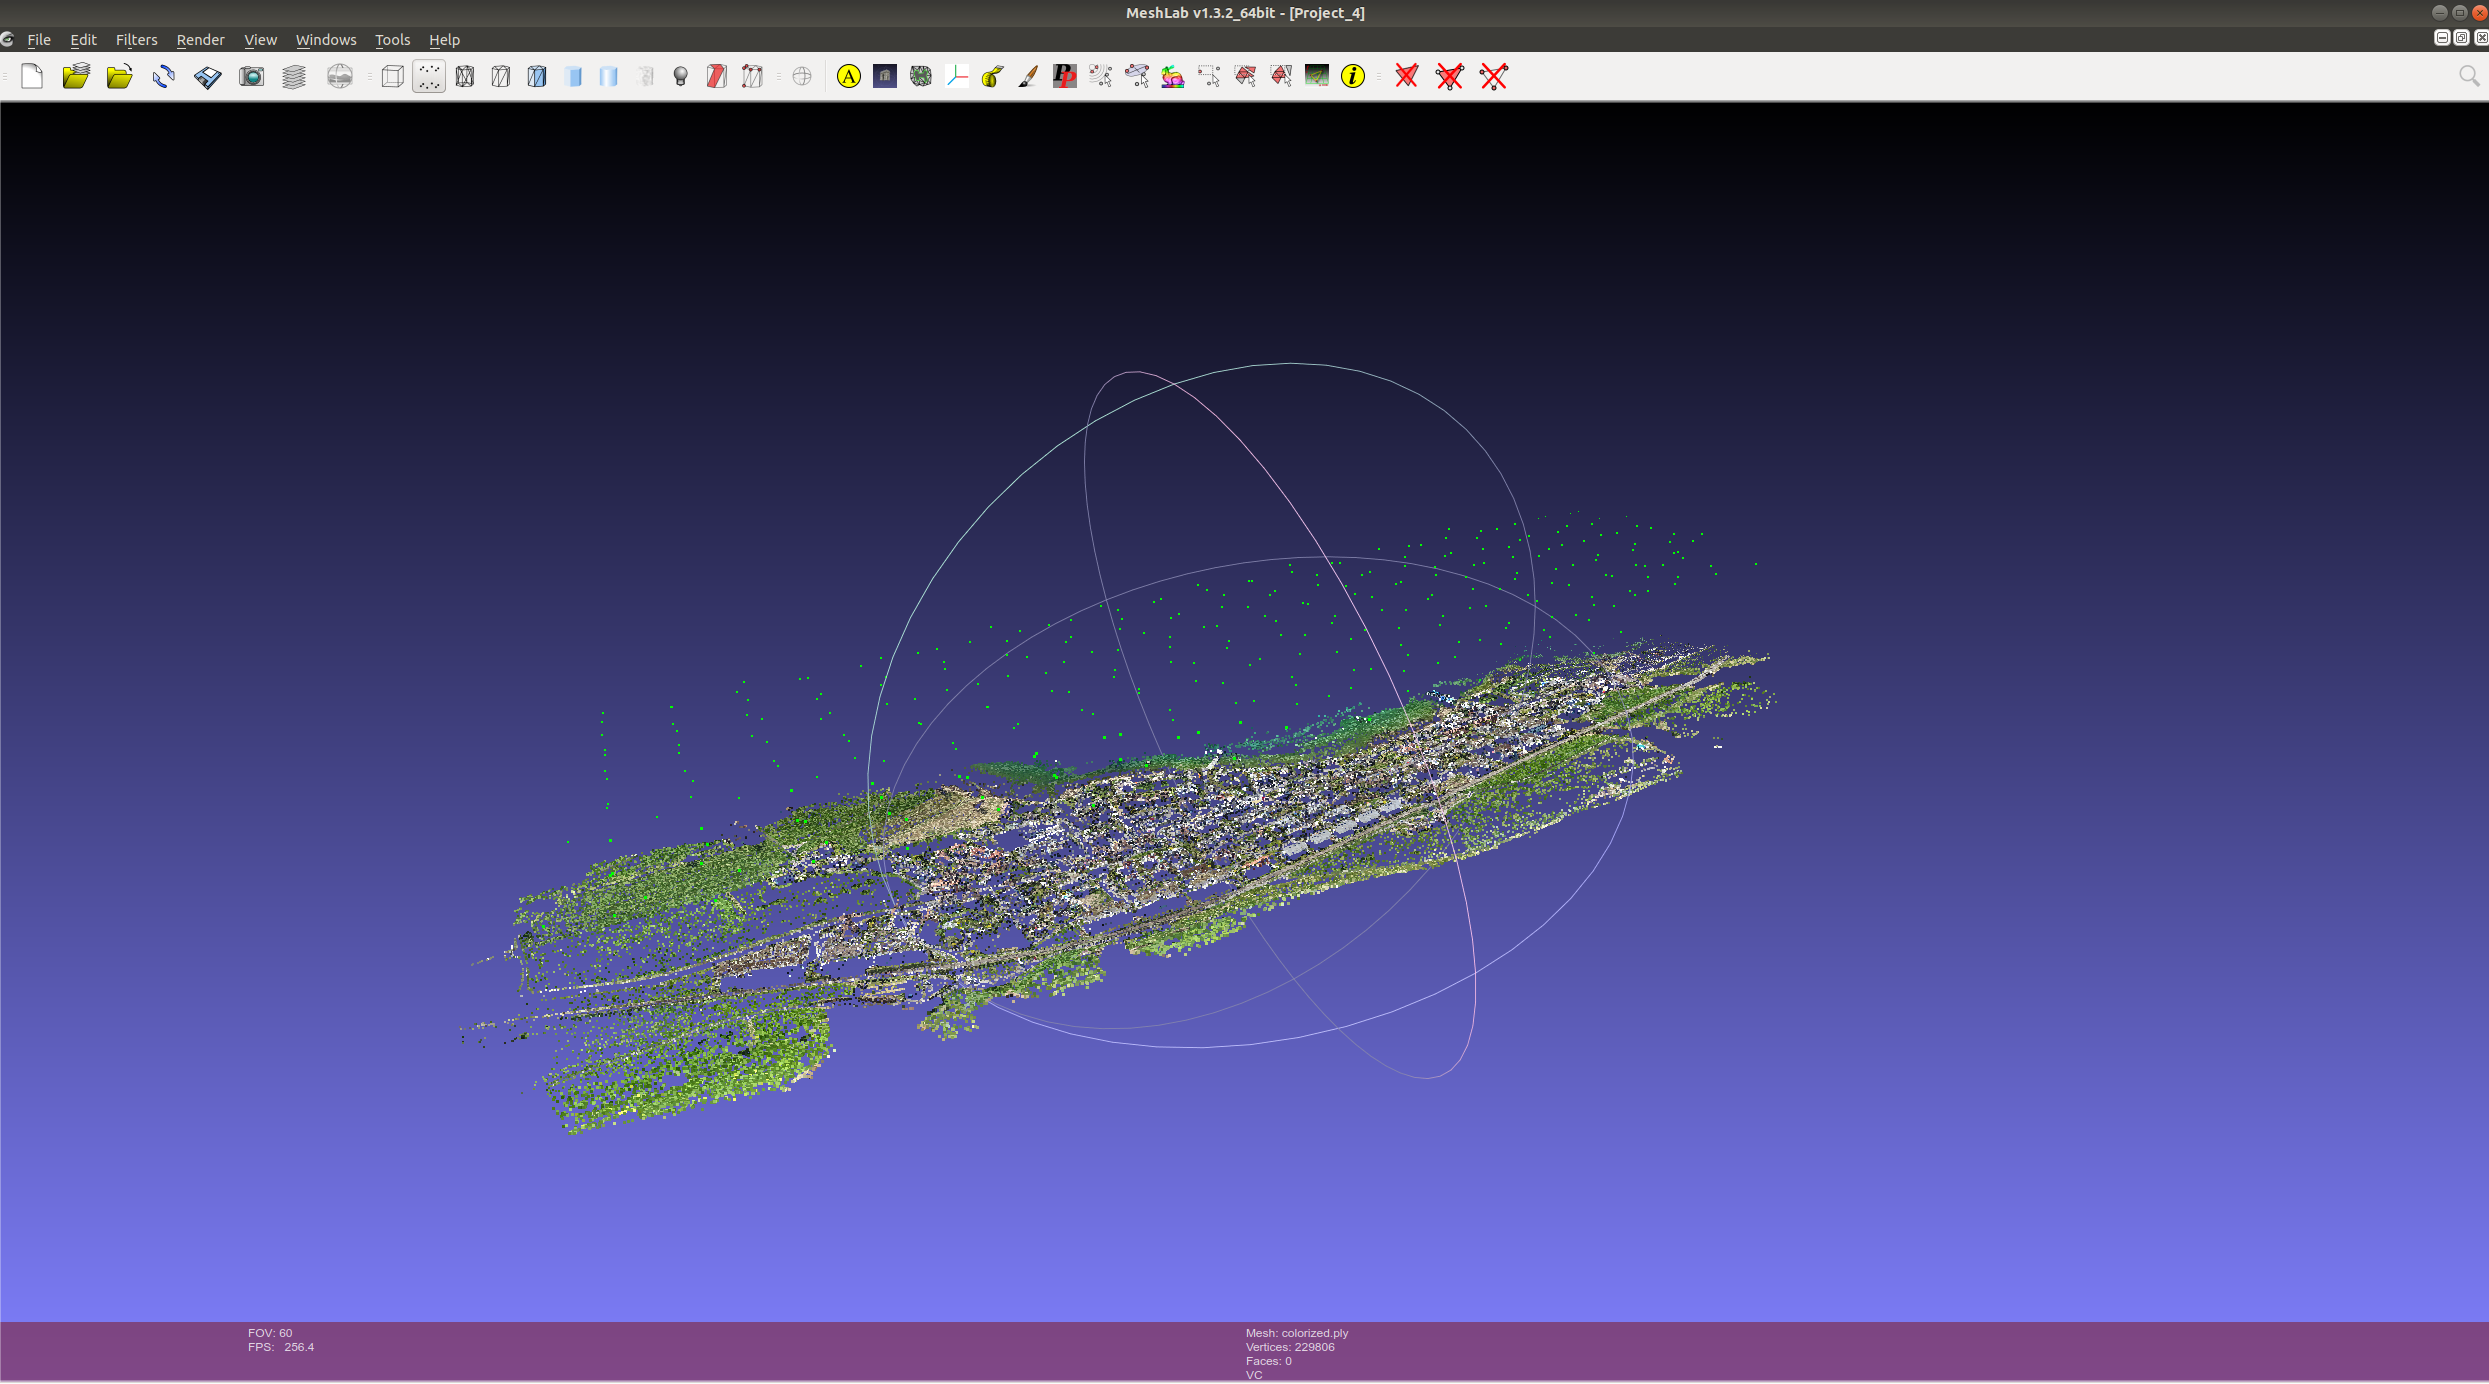 MeshLab v1.3.2_64bit - [Project_4]
File Edit Filters Render View Windows Tools Help
A
PP
i
FOV: 60
FPS: 256.4
Mesh: colorized.ply
Vertices: 229806
Faces: 0
VC